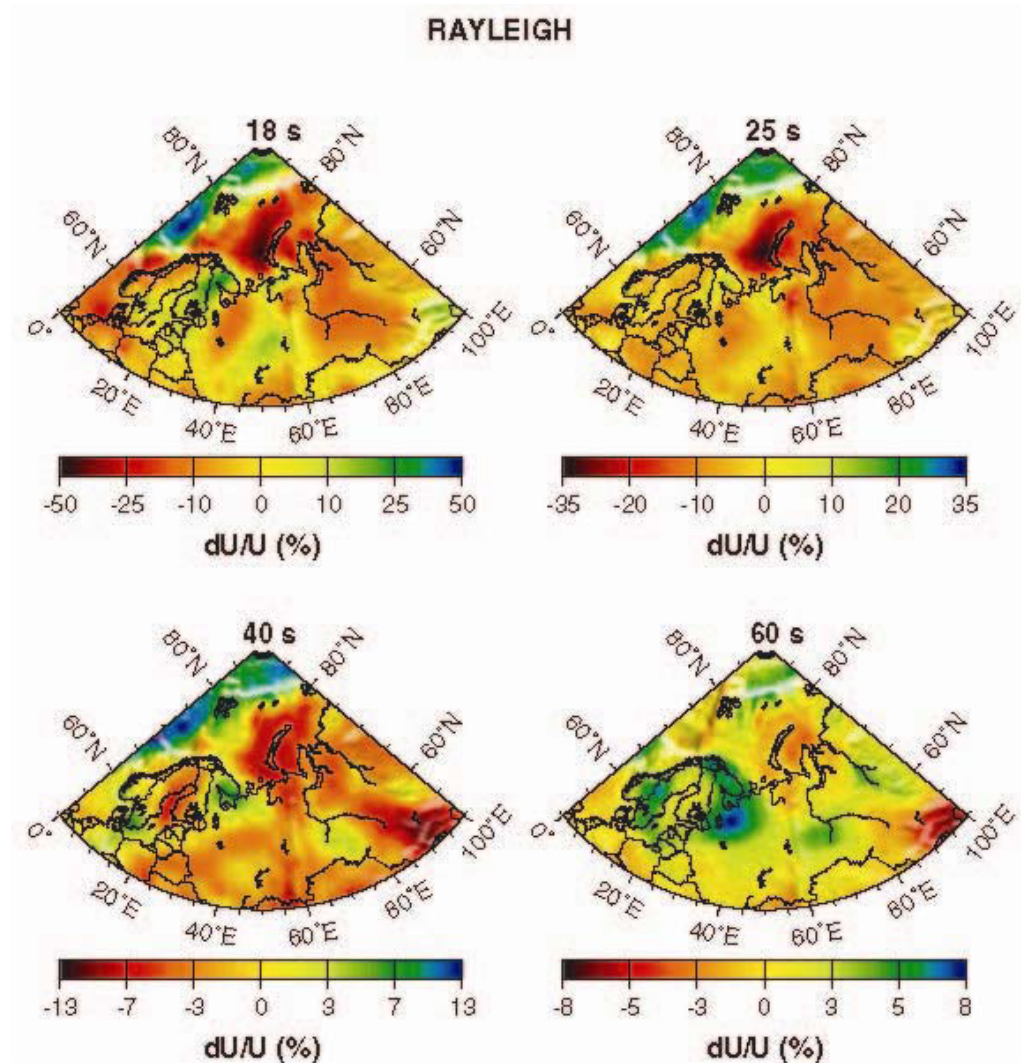 RAYLEIGH
18 s
25 s
80°N
80°N
80°N
80°N
60°N
60°N
60°N
60°N
0°
100°E
0°
100°E
20°E
80°E
20°E
80°E
40°E
60°E
40°E
60°E
-50 -25 -10 0 10 25 50
-35 -20 -10 0 10 20 35
dU/U (%)
dU/U (%)
40 s
60 s
80°N
80°N
80°N
80°N
60°N
60°N
60°N
60°N
0°
100°E
0°
100°E
20°E
80°E
20°E
80°E
40°E
60°E
40°E
60°E
-13 -7 -3 0 3 7 13
-8 -5 -3 0 3 5 8
dU/U (%)
dU/U (%)